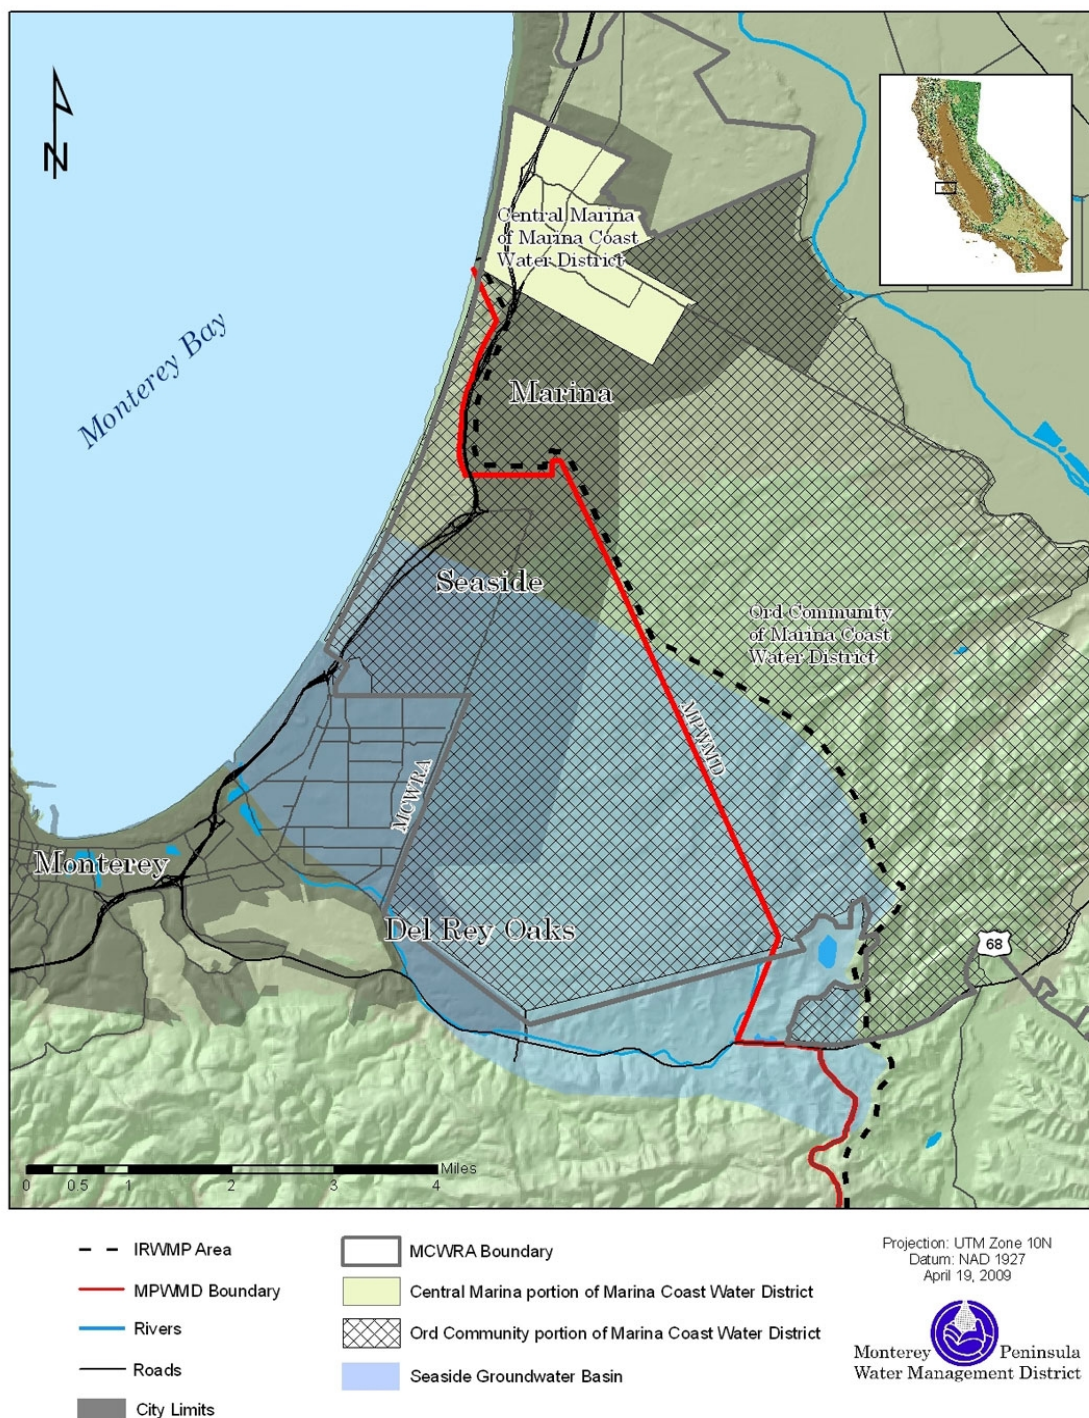 Central Marina
of Marina Coast
Water District
Monterey Bay
Marina
Seaside
Ord Community
of Marina Coast
Water District
MPWMD
MCWRA
Monterey
Del Rey Oaks
68
N
Miles
0 0.5 1 2 3 4
IRWMP Area
MPWMD Boundary
Rivers
Roads
City Limits
MCWRA Boundary
Central Marina portion of Marina Coast Water District
Ord Community portion of Marina Coast Water District
Seaside Groundwater Basin
Projection: UTM Zone 10N
Datum: NAD 1927
April 19, 2009
Monterey Peninsula
Water Management District